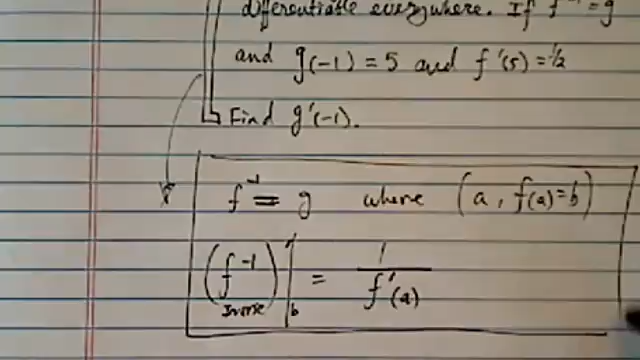 differentiable everywhere. If f⁻¹ = g
and g(-1) = 5 and f'(5) = 1/2
Find g'(-1).
f⁻¹ = g where (a, f(a)=b)
(f⁻¹)'|b = 1/f'(a)
Inverse